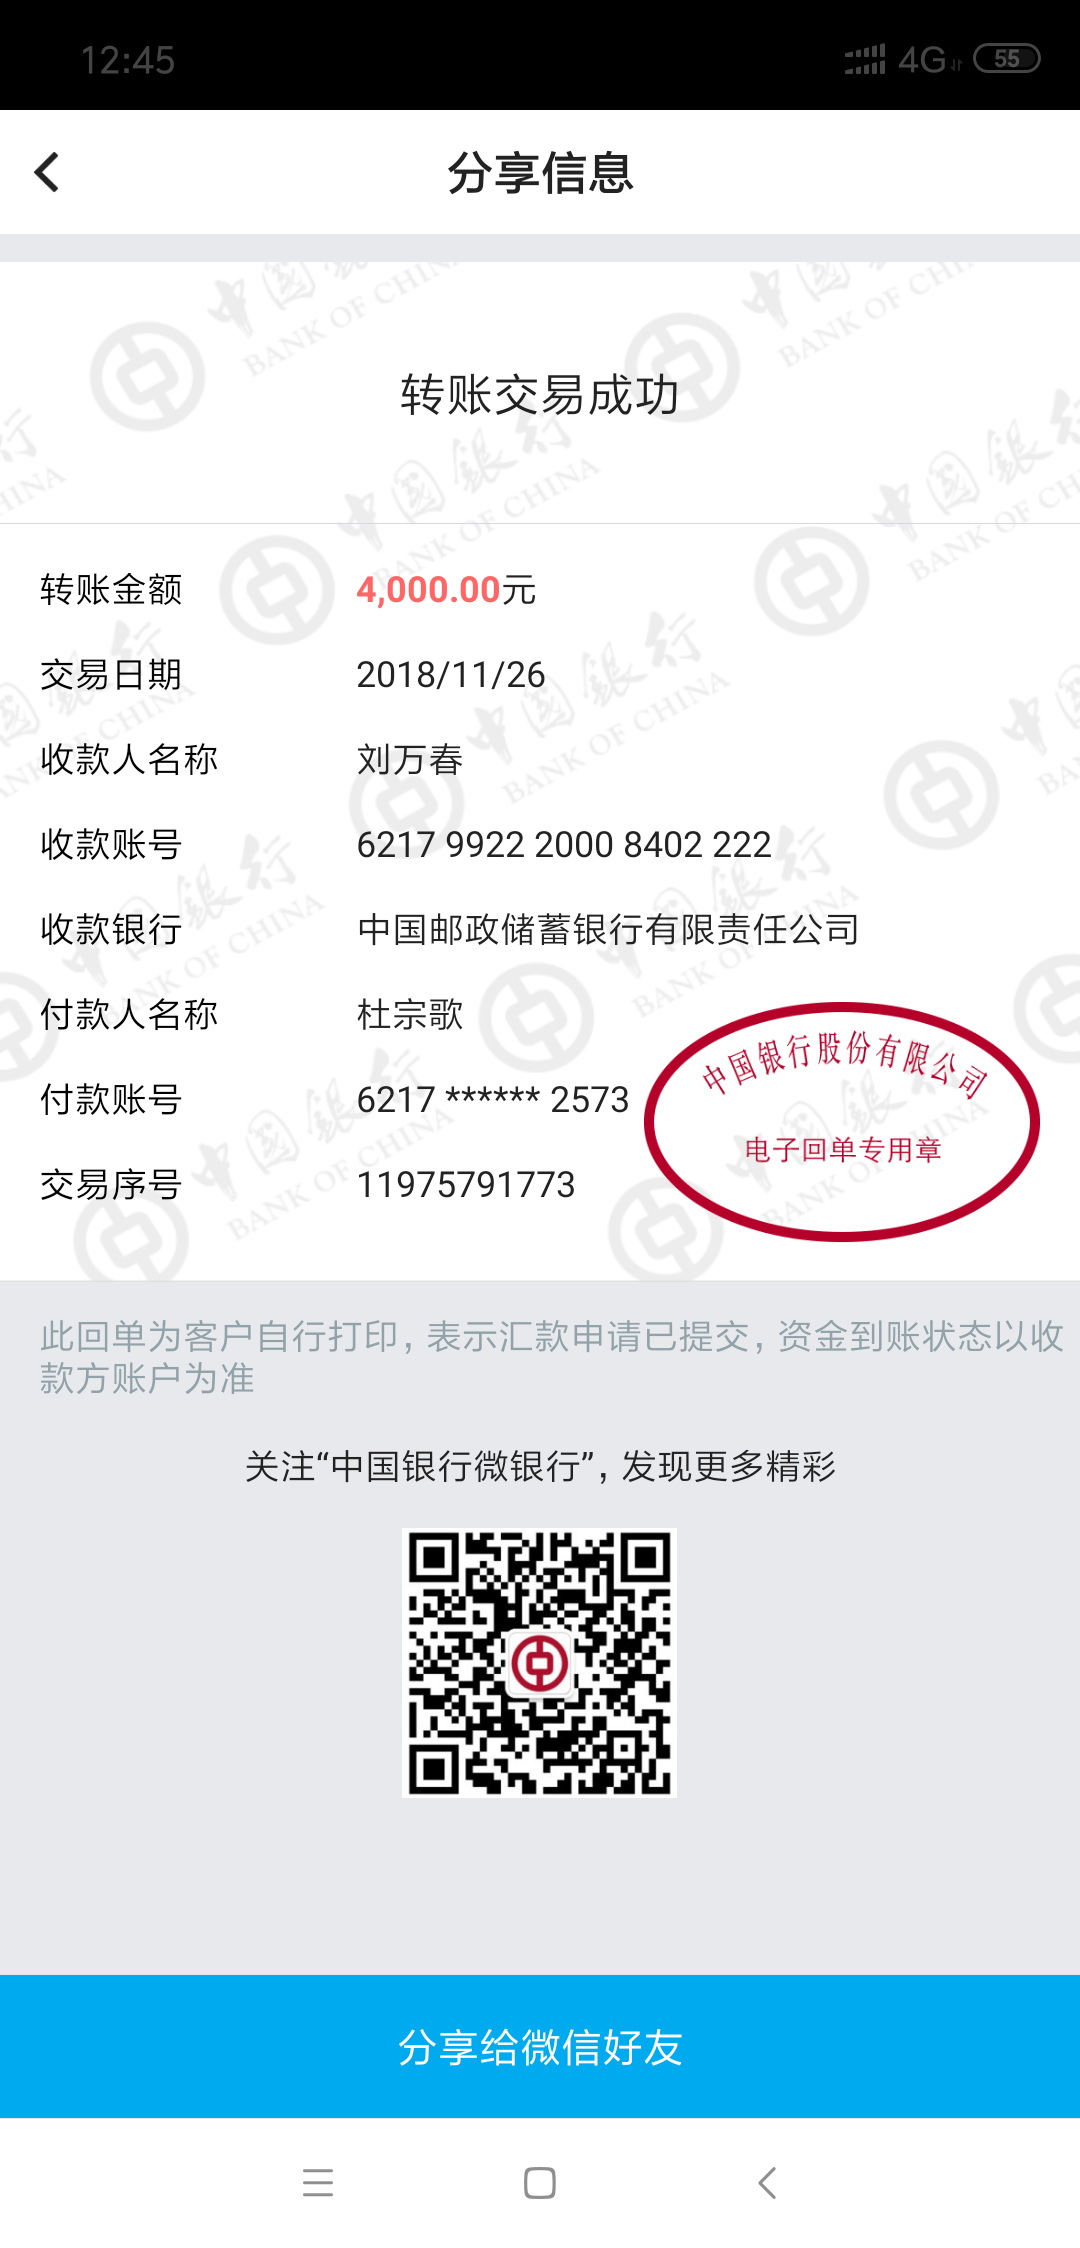 12:45
4G
55
分享信息
转账交易成功
转账金额 4,000.00元
交易日期 2018/11/26
收款人名称 刘万春
收款账号 6217 9922 2000 8402 222
收款银行 中国邮政储蓄银行有限责任公司
付款人名称 杜宗歌
付款账号 6217 ****** 2573
交易序号 11975791773
中国银行股份有限公司
电子回单专用章
中国銀行
BANK OF CHINA
此回单为客户自行打印，表示汇款申请已提交，资金到账状态以收
款方账户为准
关注“中国银行微银行”，发现更多精彩
分享给微信好友